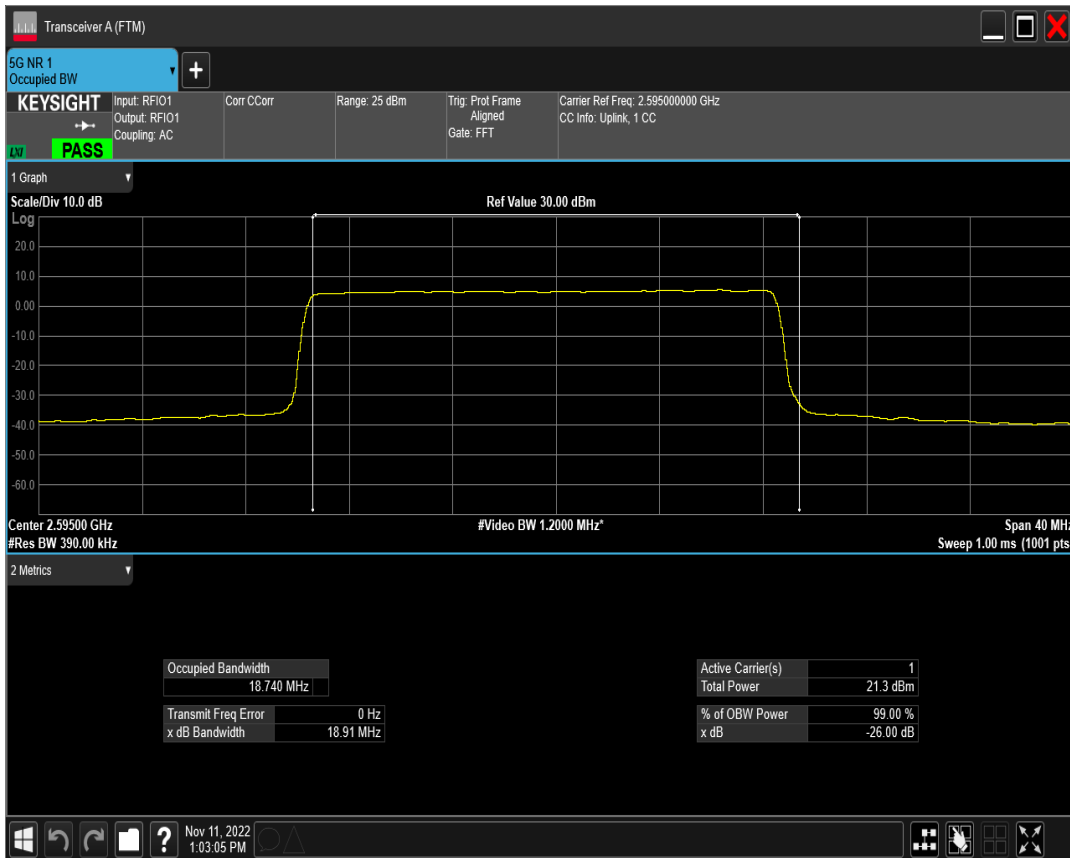 Transceiver A (FTM)
5G NR 1
Occupied BW
+
KEYSIGHT
LXI
PASS
Input: RFIO1
Output: RFIO1
Coupling: AC
Corr CCorr
Range: 25 dBm
Trig: Prot Frame
Aligned
Gate: FFT
Carrier Ref Freq: 2.595000000 GHz
CC Info: Uplink, 1 CC
1 Graph
Scale/Div 10.0 dB
Ref Value 30.00 dBm
Log
20.0
10.0
0.00
-10.0
-20.0
-30.0
-40.0
-50.0
-60.0
Center 2.59500 GHz
#Video BW 1.2000 MHz*
Span 40 MHz
#Res BW 390.00 kHz
Sweep 1.00 ms (1001 pts
2 Metrics
Occupied Bandwidth
18.740 MHz
Transmit Freq Error 0 Hz
x dB Bandwidth 18.91 MHz
Active Carrier(s) 1
Total Power 21.3 dBm
% of OBW Power 99.00 %
x dB -26.00 dB
?
Nov 11, 2022
1:03:05 PM